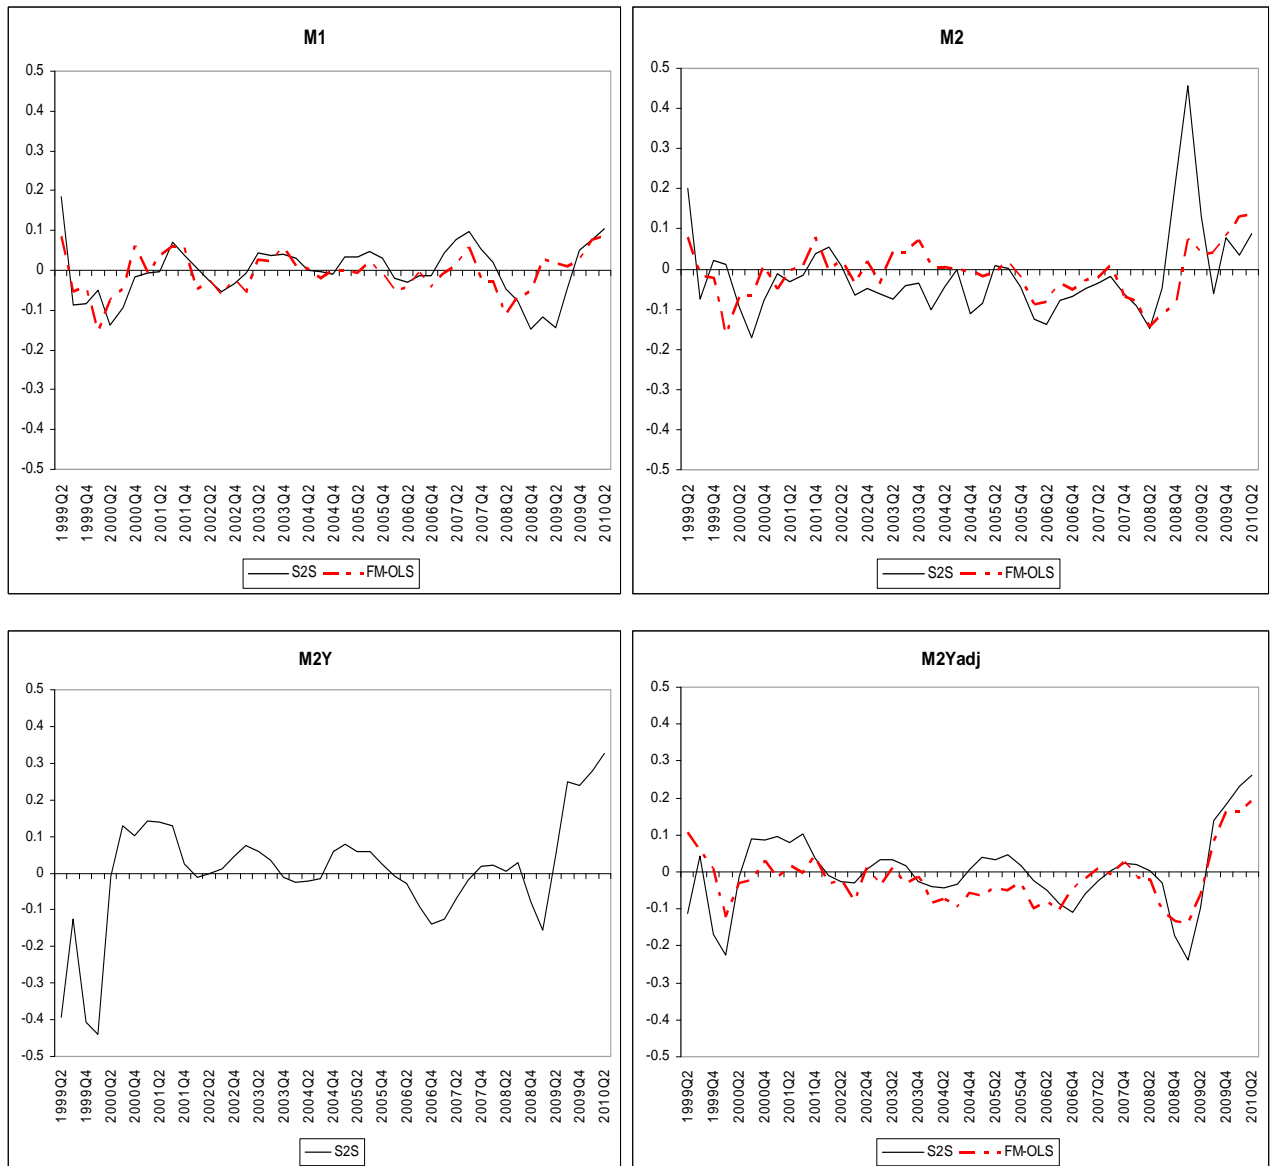 M1
0.5
0.4
0.3
0.2
0.1
0
-0.1
-0.2
-0.3
-0.4
-0.5
1999Q2
1999Q4
2000Q2
2000Q4
2001Q2
2001Q4
2002Q2
2002Q4
2003Q2
2003Q4
2004Q2
2004Q4
2005Q2
2005Q4
2006Q2
2006Q4
2007Q2
2007Q4
2008Q2
2008Q4
2009Q2
2009Q4
2010Q2
S2S FM-OLS
M2
0.5
0.4
0.3
0.2
0.1
0
-0.1
-0.2
-0.3
-0.4
-0.5
1999Q2
1999Q4
2000Q2
2000Q4
2001Q2
2001Q4
2002Q2
2002Q4
2003Q2
2003Q4
2004Q2
2004Q4
2005Q2
2005Q4
2006Q2
2006Q4
2007Q2
2007Q4
2008Q2
2008Q4
2009Q2
2009Q4
2010Q2
S2S FM-OLS
M2Y
0.5
0.4
0.3
0.2
0.1
0
-0.1
-0.2
-0.3
-0.4
-0.5
1999Q2
1999Q4
2000Q2
2000Q4
2001Q2
2001Q4
2002Q2
2002Q4
2003Q2
2003Q4
2004Q2
2004Q4
2005Q2
2005Q4
2006Q2
2006Q4
2007Q2
2007Q4
2008Q2
2008Q4
2009Q2
2009Q4
2010Q2
S2S
M2Yadj
0.5
0.4
0.3
0.2
0.1
0
-0.1
-0.2
-0.3
-0.4
-0.5
1999Q2
1999Q4
2000Q2
2000Q4
2001Q2
2001Q4
2002Q2
2002Q4
2003Q2
2003Q4
2004Q2
2004Q4
2005Q2
2005Q4
2006Q2
2006Q4
2007Q2
2007Q4
2008Q2
2008Q4
2009Q2
2009Q4
2010Q2
S2S FM-OLS